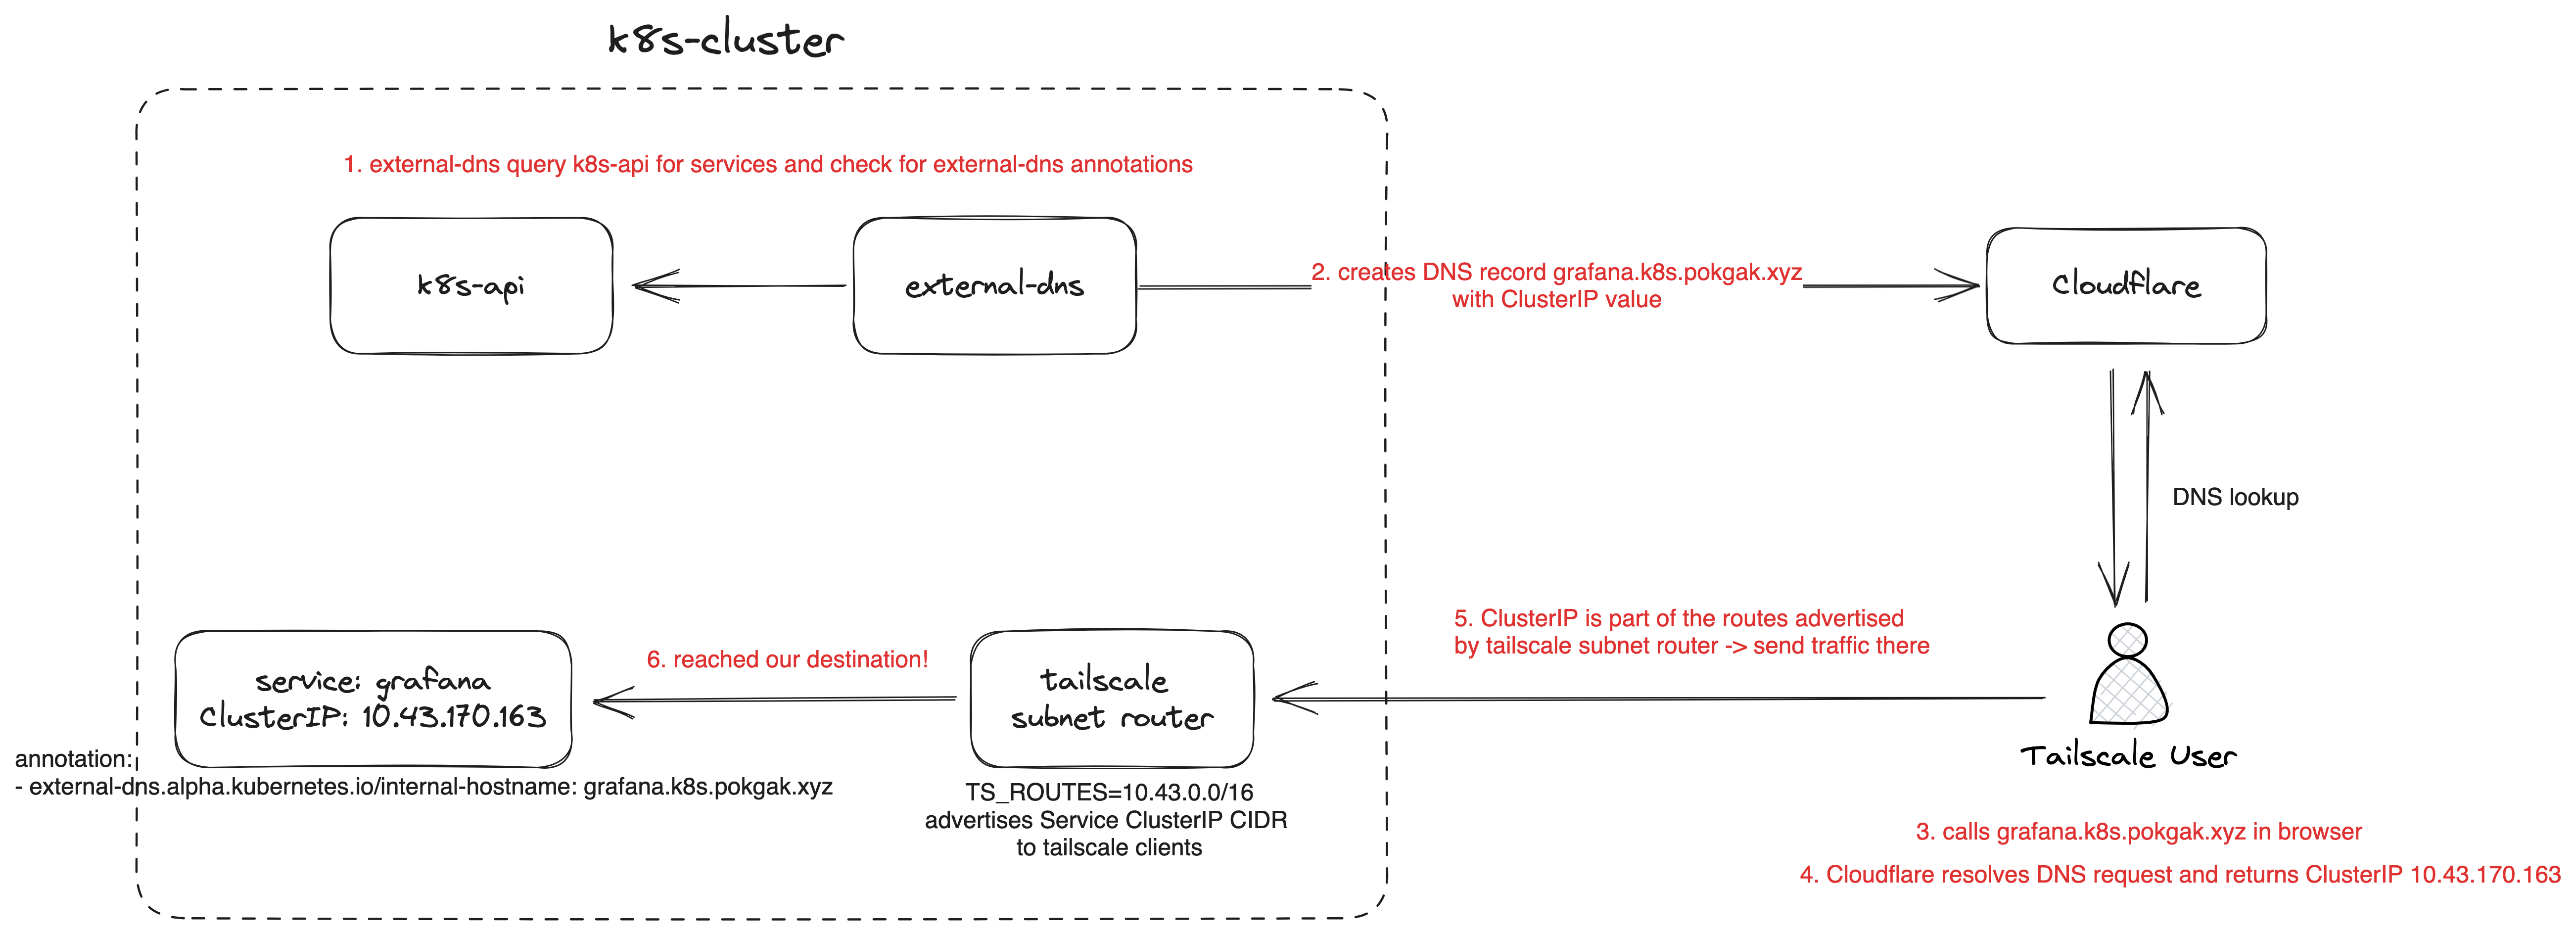 k8s-cluster
1. external-dns query k8s-api for services and check for external-dns annotations
k8s-api
external-dns
2. creates DNS record grafana.k8s.pokgak.xyz
with ClusterIP value
Cloudflare
DNS lookup
5. ClusterIP is part of the routes advertised
by tailscale subnet router -> send traffic there
6. reached our destination!
service: grafana
ClusterIP: 10.43.170.163
tailscale
subnet router
Tailscale User
annotation:
- external-dns.alpha.kubernetes.io/internal-hostname: grafana.k8s.pokgak.xyz
TS_ROUTES=10.43.0.0/16
advertises Service ClusterIP CIDR
to tailscale clients
3. calls grafana.k8s.pokgak.xyz in browser
4. Cloudflare resolves DNS request and returns ClusterIP 10.43.170.163